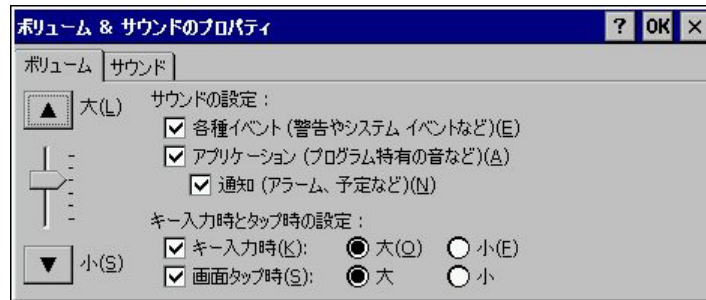 ボリューム & サウンドのプロパティ ? OK ×
ボリューム サウンド
大(L)
サウンドの設定：
各種イベント (警告やシステム イベントなど)(E)
アプリケーション (プログラム特有の音など)(A)
通知 (アラーム、予定など)(N)
キー入力時とタップ時の設定：
キー入力時(K): 大(O) 小(F)
小(S)
画面タップ時(S): 大 小